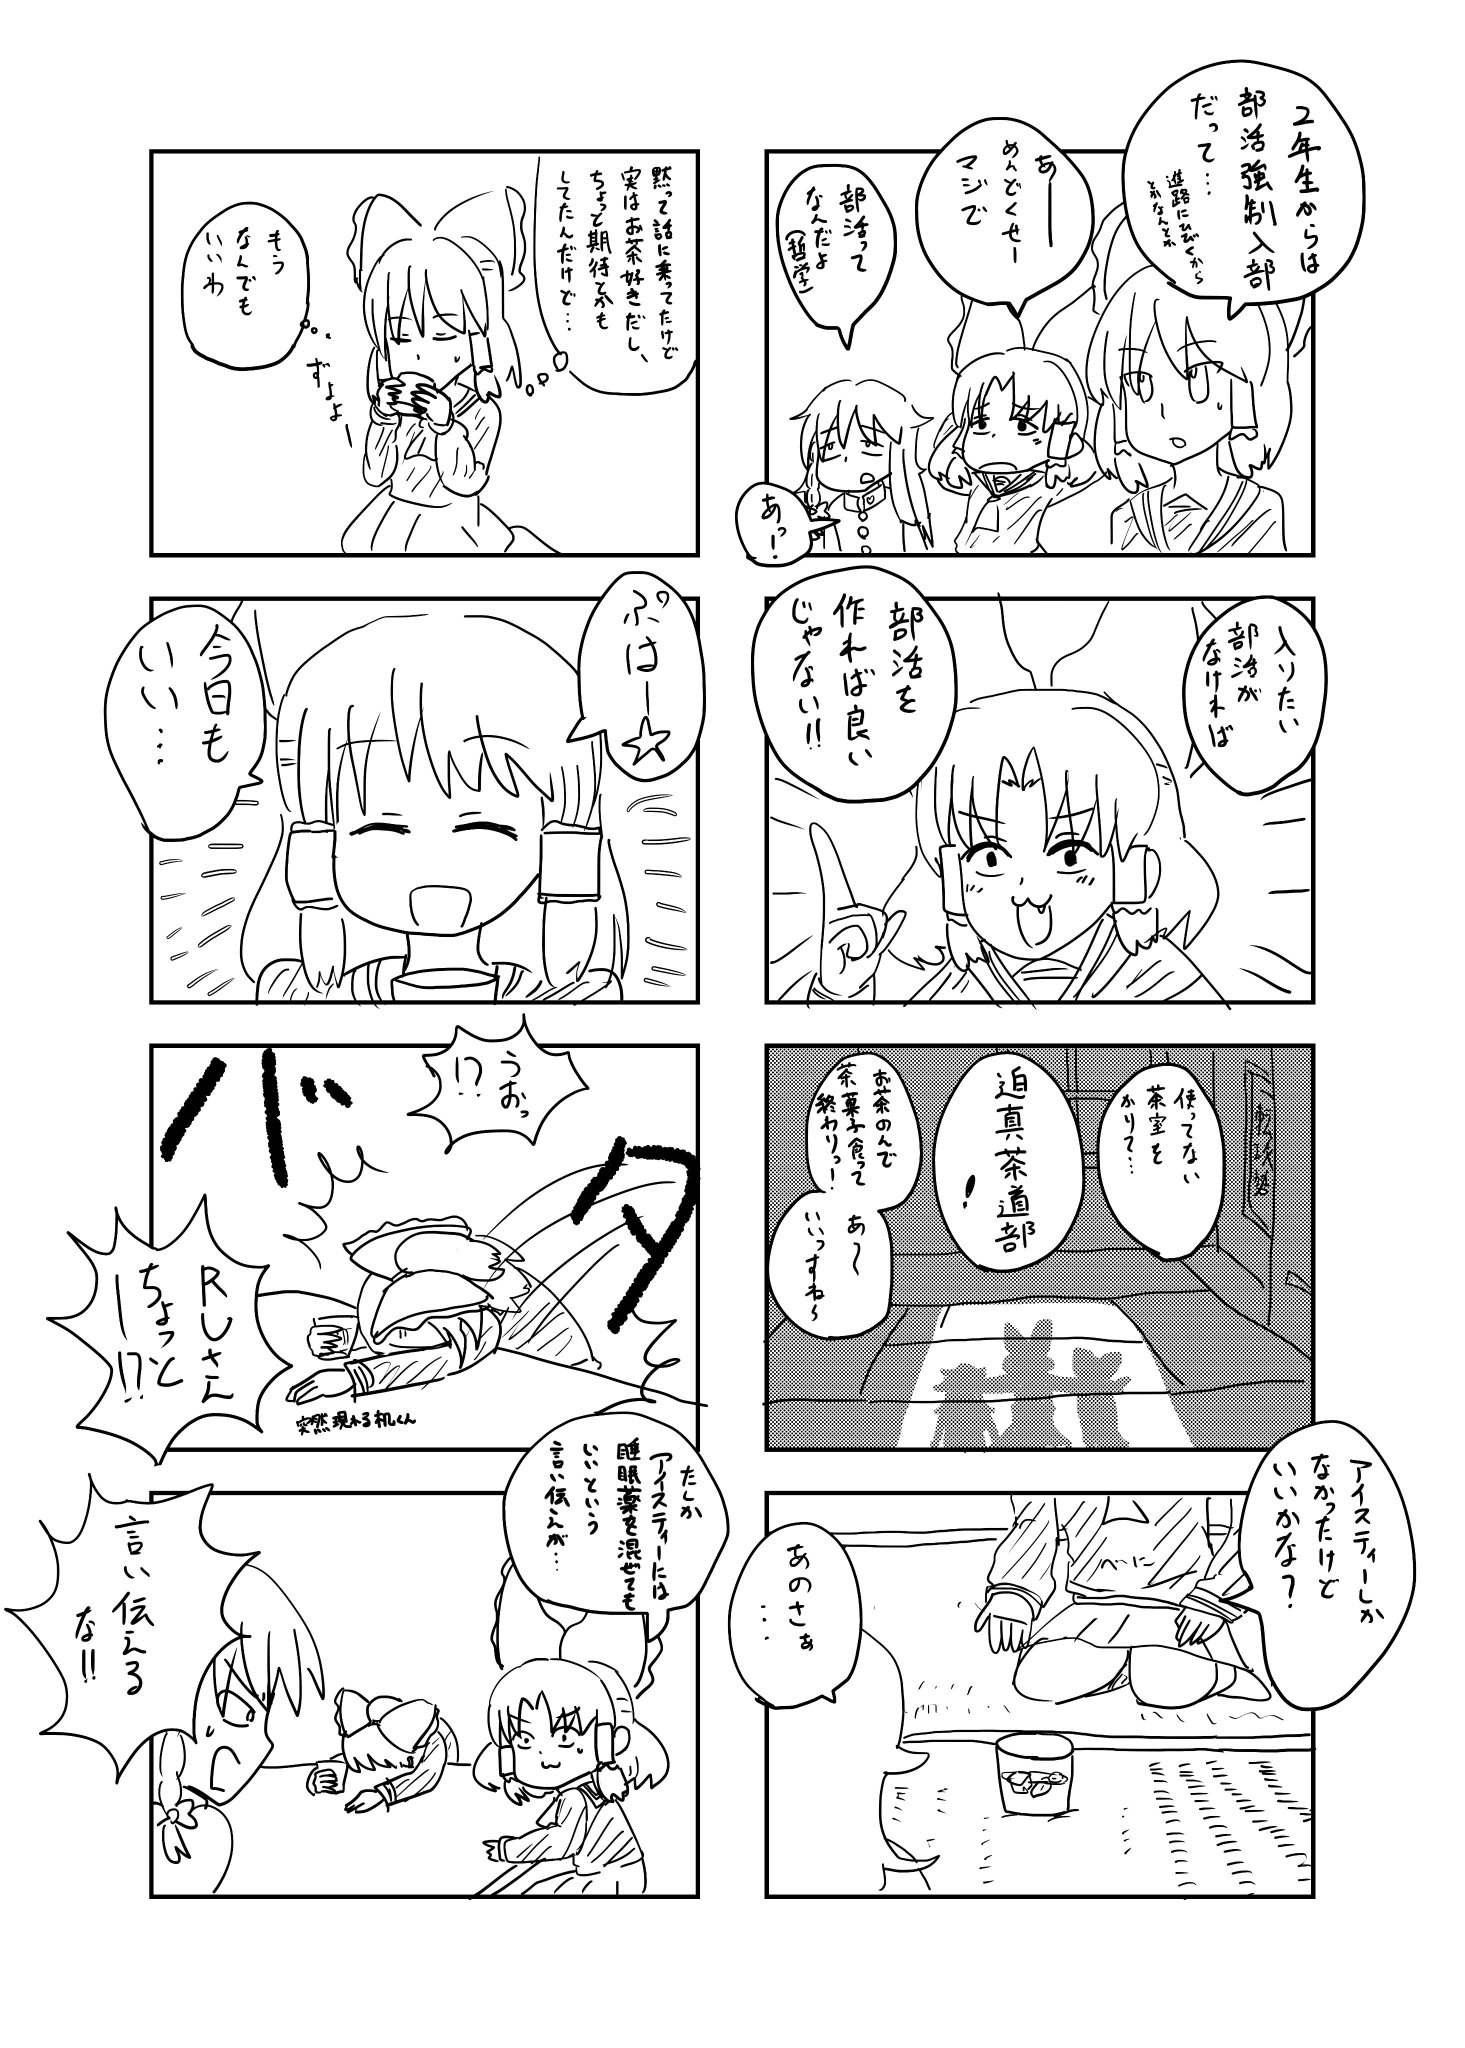 ２年生からは
部活強制入部
だって…
進路にひびくから
とかなんとか
あーー
めんどくせー
マジで
部活って
なんだよ
(哲学)
あっ!
入りたい
部活が
なければ
部活を
作れば良い
じゃない!!
使ってない
茶室を
かりて…
迫真茶道部
!
お茶のんで
茶菓子食って
終わりっ!
あ〜
いいっすね〜
アイスティーしか
なかったけど
いいかな?
べーに
あのさぁ
…
黙って話に乗ってたけど
実はお茶好きだし、
ちょっと期待とかも
してたんだけど…
もう
なんでも
いいわ
ずよよー
ぷはー☆
今日も
いい…
うおっ
!?
バタ
RUさん
ちょっと
ー!?
突然現れる机くん
たしか
アイスティーには
睡眠薬を混ぜても
いいという
言い伝えが…
言い伝える
な!!